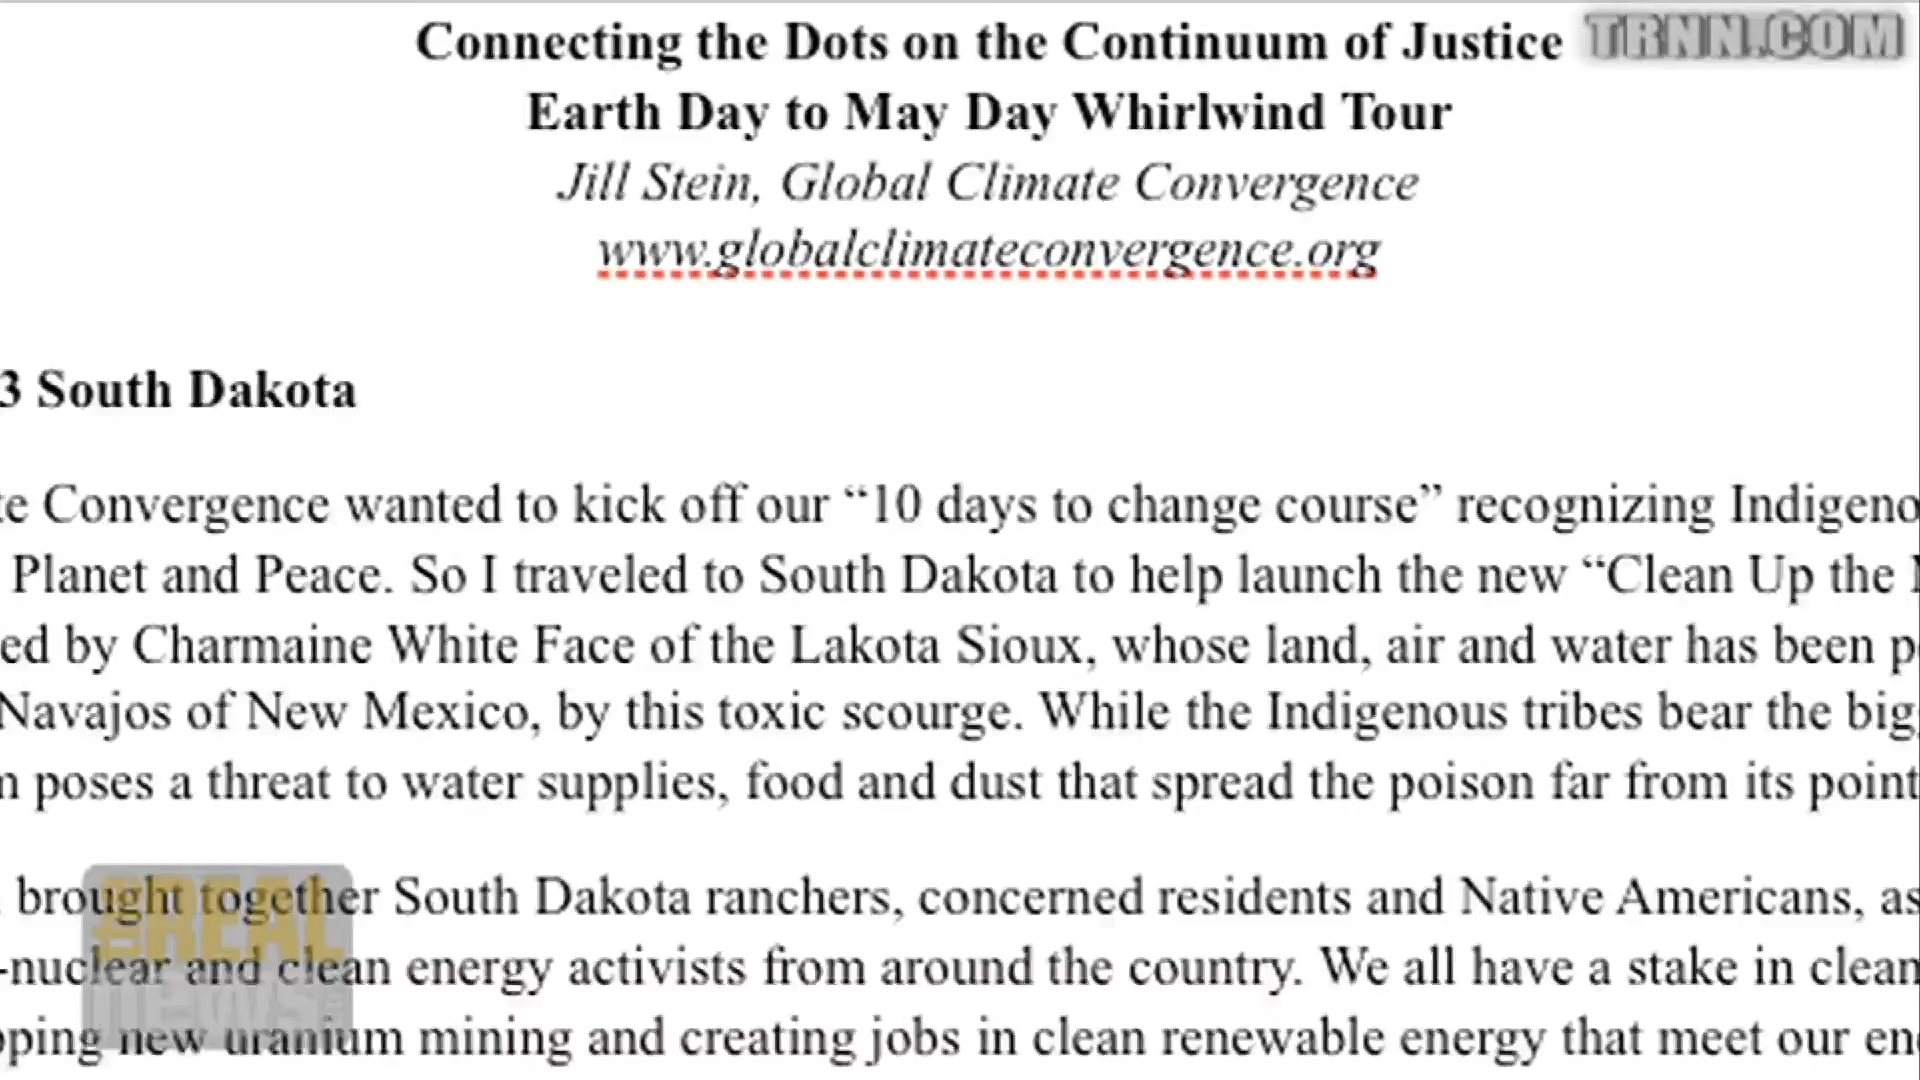 Connecting the Dots on the Continuum of Justice
TRNN.COM
Earth Day to May Day Whirlwind Tour
Jill Stein, Global Climate Convergence
www.globalclimateconvergence.org
3 South Dakota
te Convergence wanted to kick off our “10 days to change course” recognizing Indigeno
Planet and Peace. So I traveled to South Dakota to help launch the new “Clean Up the
ed by Charmaine White Face of the Lakota Sioux, whose land, air and water has been p
Navajos of New Mexico, by this toxic scourge. While the Indigenous tribes bear the big
n poses a threat to water supplies, food and dust that spread the poison far from its point
brought together South Dakota ranchers, concerned residents and Native Americans, as
-nuclear and clean energy activists from around the country. We all have a stake in clean
pping new uranium mining and creating jobs in clean renewable energy that meet our en
the REAL
news